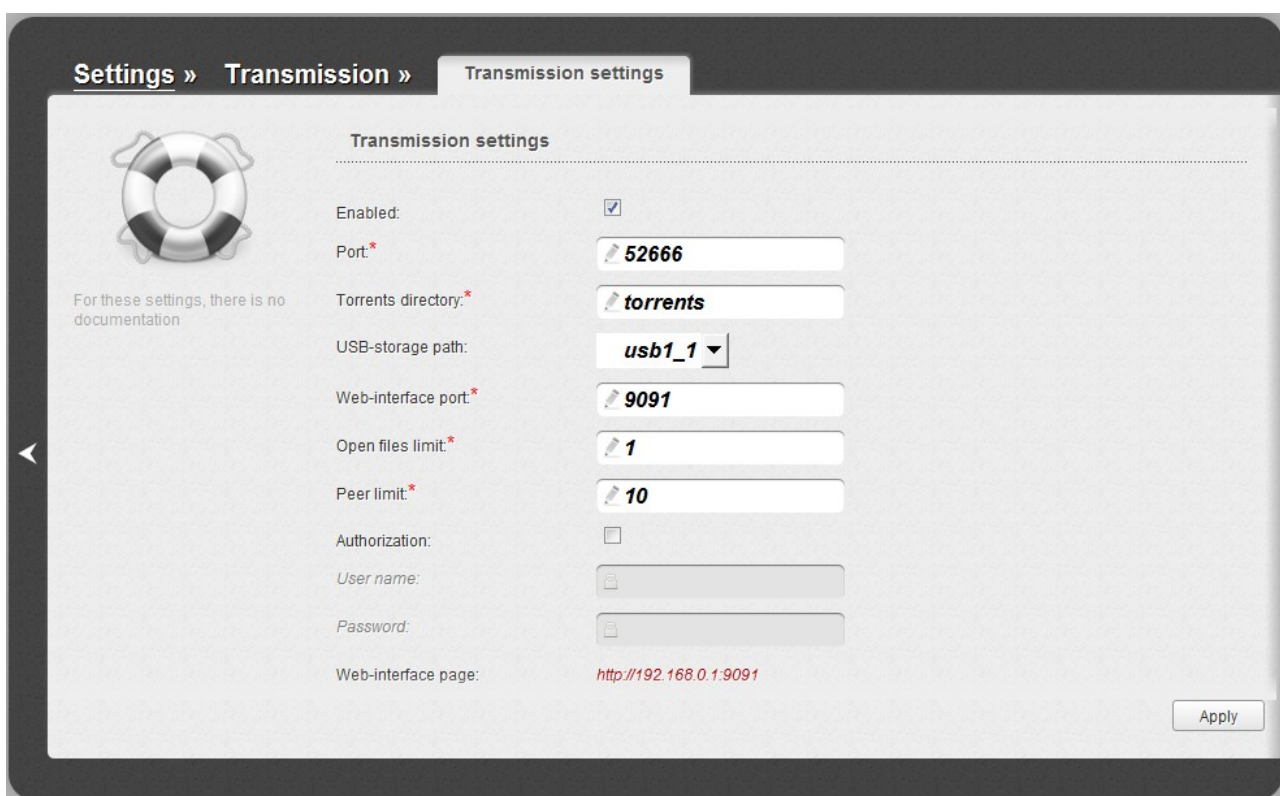 Settings » Transmission » Transmission settings
Transmission settings
For these settings, there is no
documentation
Enabled:
Port:* 52666
Torrents directory:* torrents
USB-storage path: usb1_1
Web-interface port:* 9091
Open files limit:* 1
Peer limit:* 10
Authorization:
User name:
Password:
Web-interface page: http://192.168.0.1:9091
Apply